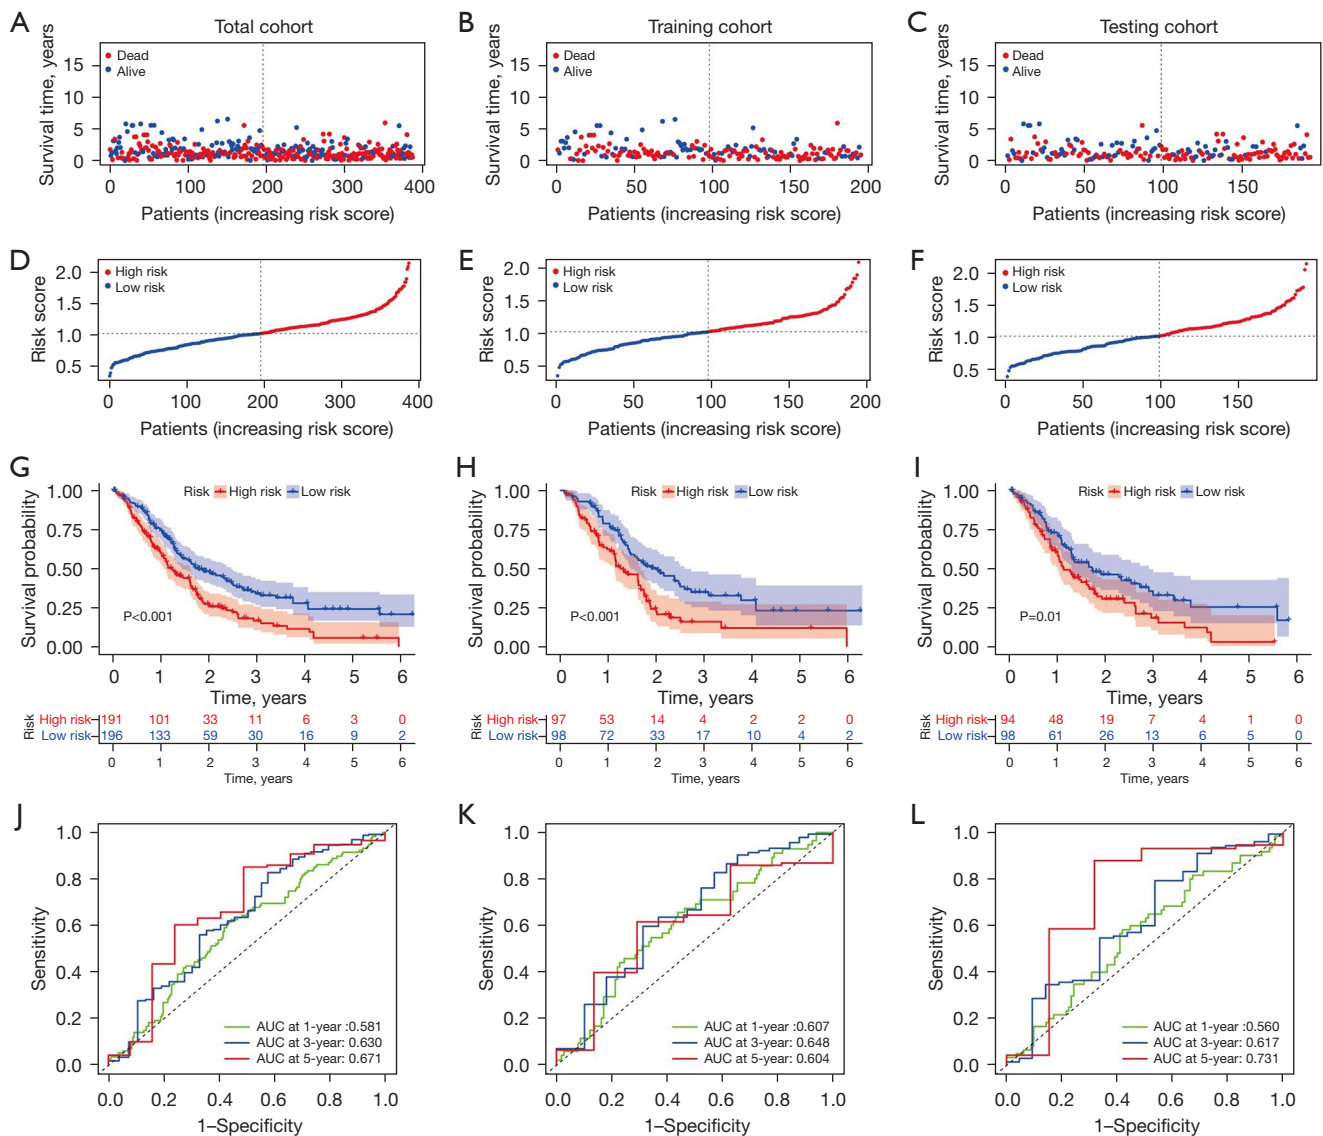 A
Total cohort
Survival time, years
15
10
5
0
Dead
Alive
0 100 200 300 400
Patients (increasing risk score)
B
Training cohort
Survival time, years
15
10
5
0
Dead
Alive
0 50 100 150 200
Patients (increasing risk score)
C
Testing cohort
Survival time, years
15
10
5
0
Dead
Alive
0 50 100 150
Patients (increasing risk score)
D
Risk score
2.0
1.5
1.0
0.5
High risk
Low risk
0 100 200 300 400
Patients (increasing risk score)
E
Risk score
2.0
1.5
1.0
0.5
High risk
Low risk
0 50 100 150 200
Patients (increasing risk score)
F
Risk score
2.0
1.5
1.0
0.5
High risk
Low risk
0 50 100 150
Patients (increasing risk score)
G
Survival probability
1.00
0.75
0.50
0.25
0.00
Risk High risk Low risk
P<0.001
0 1 2 3 4 5 6
Time, years
Risk
High risk 191 101 33 11 6 3 0
Low risk 196 133 59 30 16 9 2
0 1 2 3 4 5 6
Time, years
H
Survival probability
1.00
0.75
0.50
0.25
0.00
Risk High risk Low risk
P<0.001
0 1 2 3 4 5 6
Time, years
Risk
High risk 97 53 14 4 2 2 0
Low risk 98 72 33 17 10 4 2
0 1 2 3 4 5 6
Time, years
I
Survival probability
1.00
0.75
0.50
0.25
0.00
Risk High risk Low risk
P=0.01
0 1 2 3 4 5 6
Time, years
Risk
High risk 94 48 19 7 4 1 0
Low risk 98 61 26 13 6 5 0
0 1 2 3 4 5 6
Time, years
J
Sensitivity
1.0
0.8
0.6
0.4
0.2
0.0
AUC at 1-year :0.581
AUC at 3-year: 0.630
AUC at 5-year: 0.671
0.0 0.2 0.4 0.6 0.8 1.0
1–Specificity
K
Sensitivity
1.0
0.8
0.6
0.4
0.2
0.0
AUC at 1-year :0.607
AUC at 3-year: 0.648
AUC at 5-year: 0.604
0.0 0.2 0.4 0.6 0.8 1.0
1–Specificity
L
Sensitivity
1.0
0.8
0.6
0.4
0.2
0.0
AUC at 1-year :0.560
AUC at 3-year: 0.617
AUC at 5-year: 0.731
0.0 0.2 0.4 0.6 0.8 1.0
1–Specificity